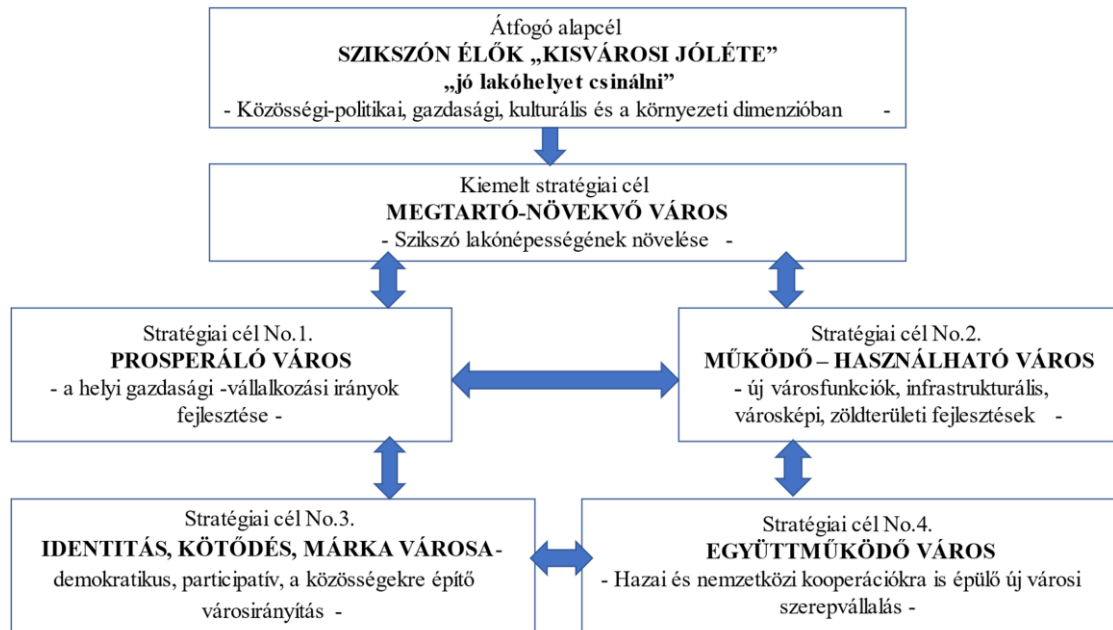 Átfogó alapcél
SZIKSZÓN ÉLŐK „KISVÁROSI JÓLÉTE”
„jó lakóhelyet csinálni”
- Közösségi-politikai, gazdasági, kulturális és a környezeti dimenzióban -
Kiemelt stratégiai cél
MEGTARTÓ-NÖVEKVŐ VÁROS
- Szikszó lakónépességének növelése -
Stratégiai cél No.1.
PROSPERÁLÓ VÁROS
- a helyi gazdasági -vállalkozási irányok
fejlesztése -
Stratégiai cél No.2.
MŰKÖDŐ – HASZNÁLHATÓ VÁROS
- új városfunkciók, infrastrukturális,
városképi, zöldterületi fejlesztések -
Stratégiai cél No.3.
IDENTITÁS, KÖTŐDÉS, MÁRKA VÁROSA-
demokratikus, participatív, a közösségekre építő
városirányítás -
Stratégiai cél No.4.
EGYÜTTMŰKÖDŐ VÁROS
- Hazai és nemzetközi kooperációkra is épülő új városi
szerepvállalás -